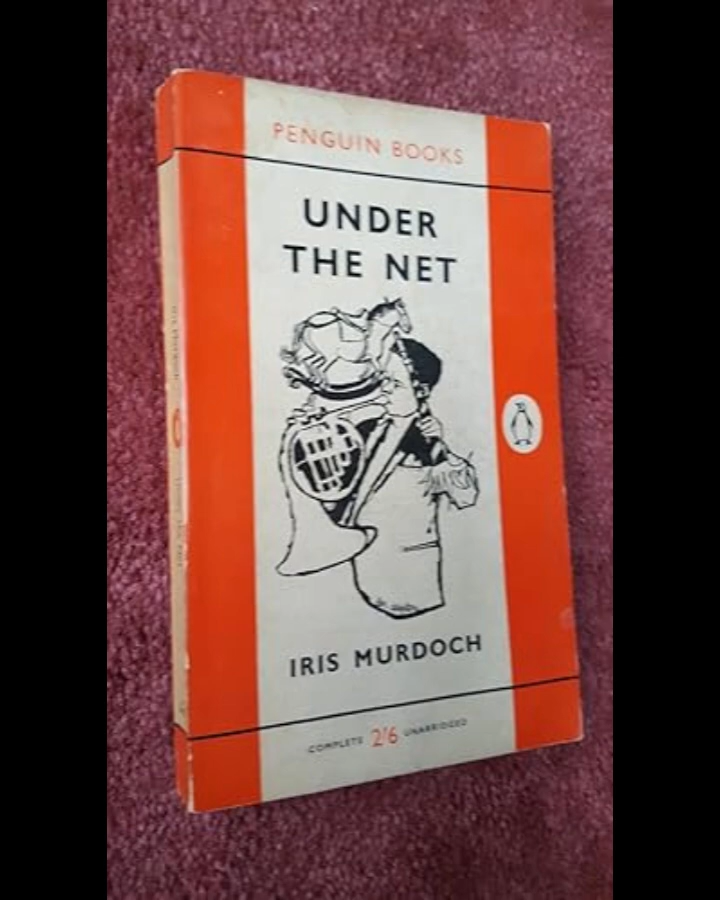 PENGUIN BOOKS
UNDER
THE NET
IRIS MURDOCH
COMPLETE 2'6 UNABRIDGED